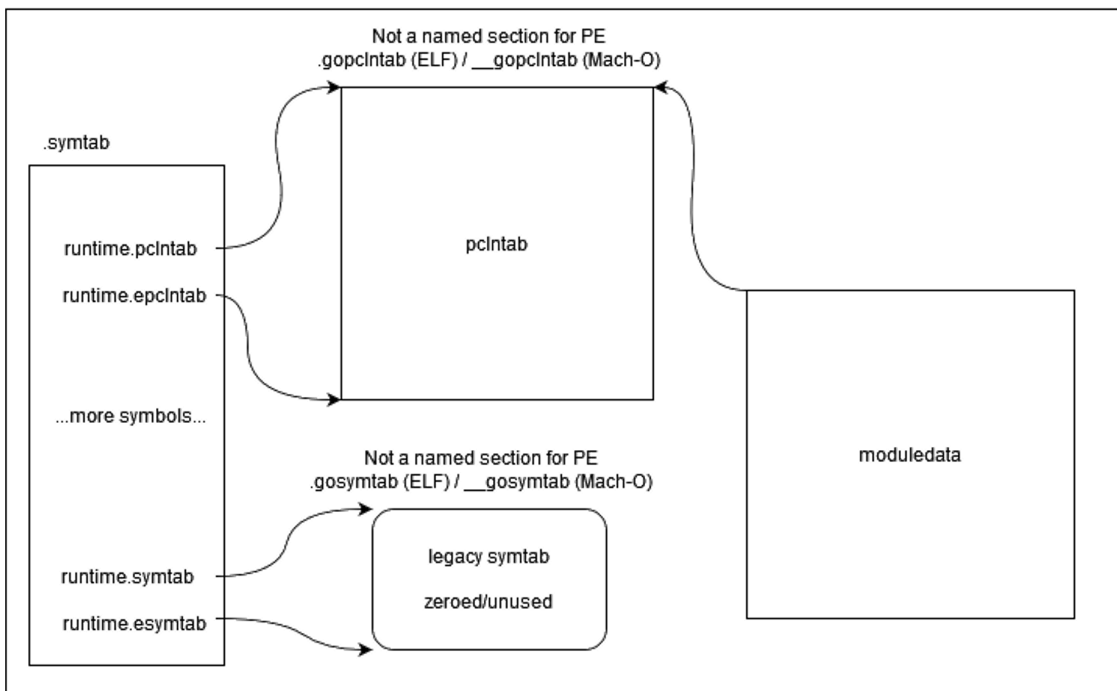 Not a named section for PE
.gopclntab (ELF) / __gopclntab (Mach-O)
.symtab
runtime.pclntab
pclntab
runtime.epclntab
...more symbols...
moduledata
Not a named section for PE
.gosymtab (ELF) / __gosymtab (Mach-O)
legacy symtab
runtime.symtab
zeroed/unused
runtime.esymtab